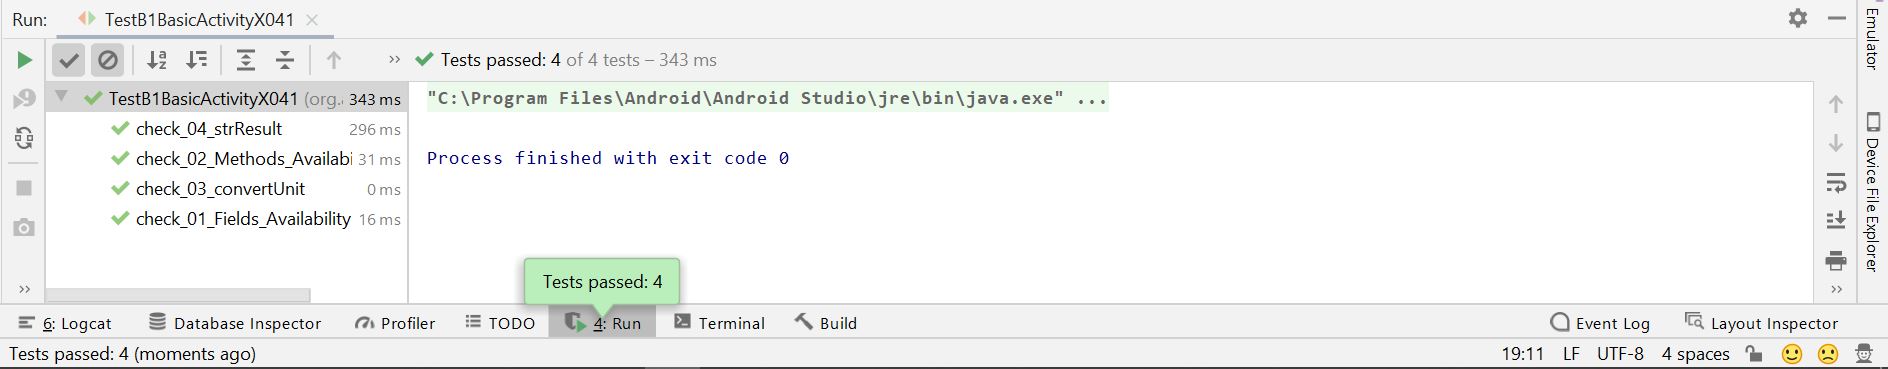 Run: TestB1BasicActivityX041
Tests passed: 4 of 4 tests – 343 ms
TestB1BasicActivityX041 (org. 343 ms
check_04_strResult 296 ms
check_02_Methods_Availabi 31 ms
check_03_convertUnit 0 ms
check_01_Fields_Availability 16 ms
"C:\Program Files\Android\Android Studio\jre\bin\java.exe" ...
Process finished with exit code 0
Tests passed: 4
Emulator
Device File Explorer
6: Logcat Database Inspector Profiler TODO 4: Run Terminal Build Event Log Layout Inspector
Tests passed: 4 (moments ago) 19:11 LF UTF-8 4 spaces